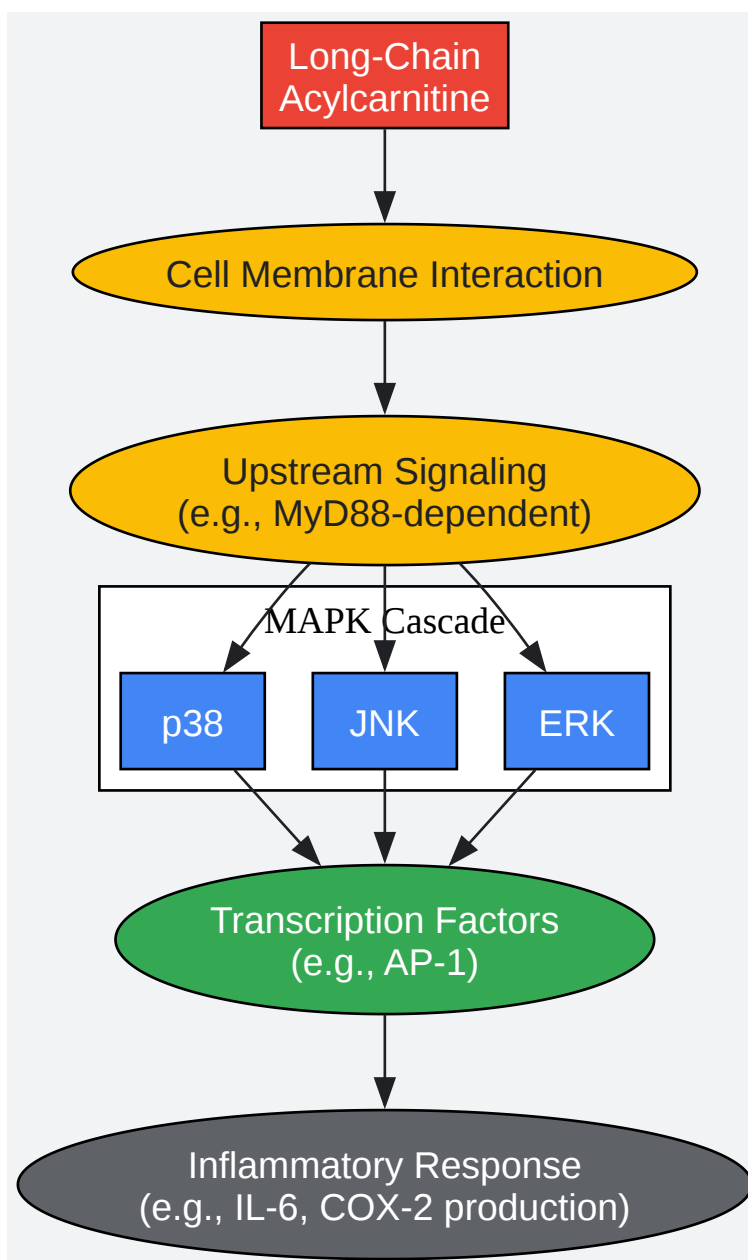 Long-Chain
Acylcarnitine
Cell Membrane Interaction
Upstream Signaling
(e.g., MyD88-dependent)
MAPK Cascade
p38
JNK
ERK
Transcription Factors
(e.g., AP-1)
Inflammatory Response
(e.g., IL-6, COX-2 production)